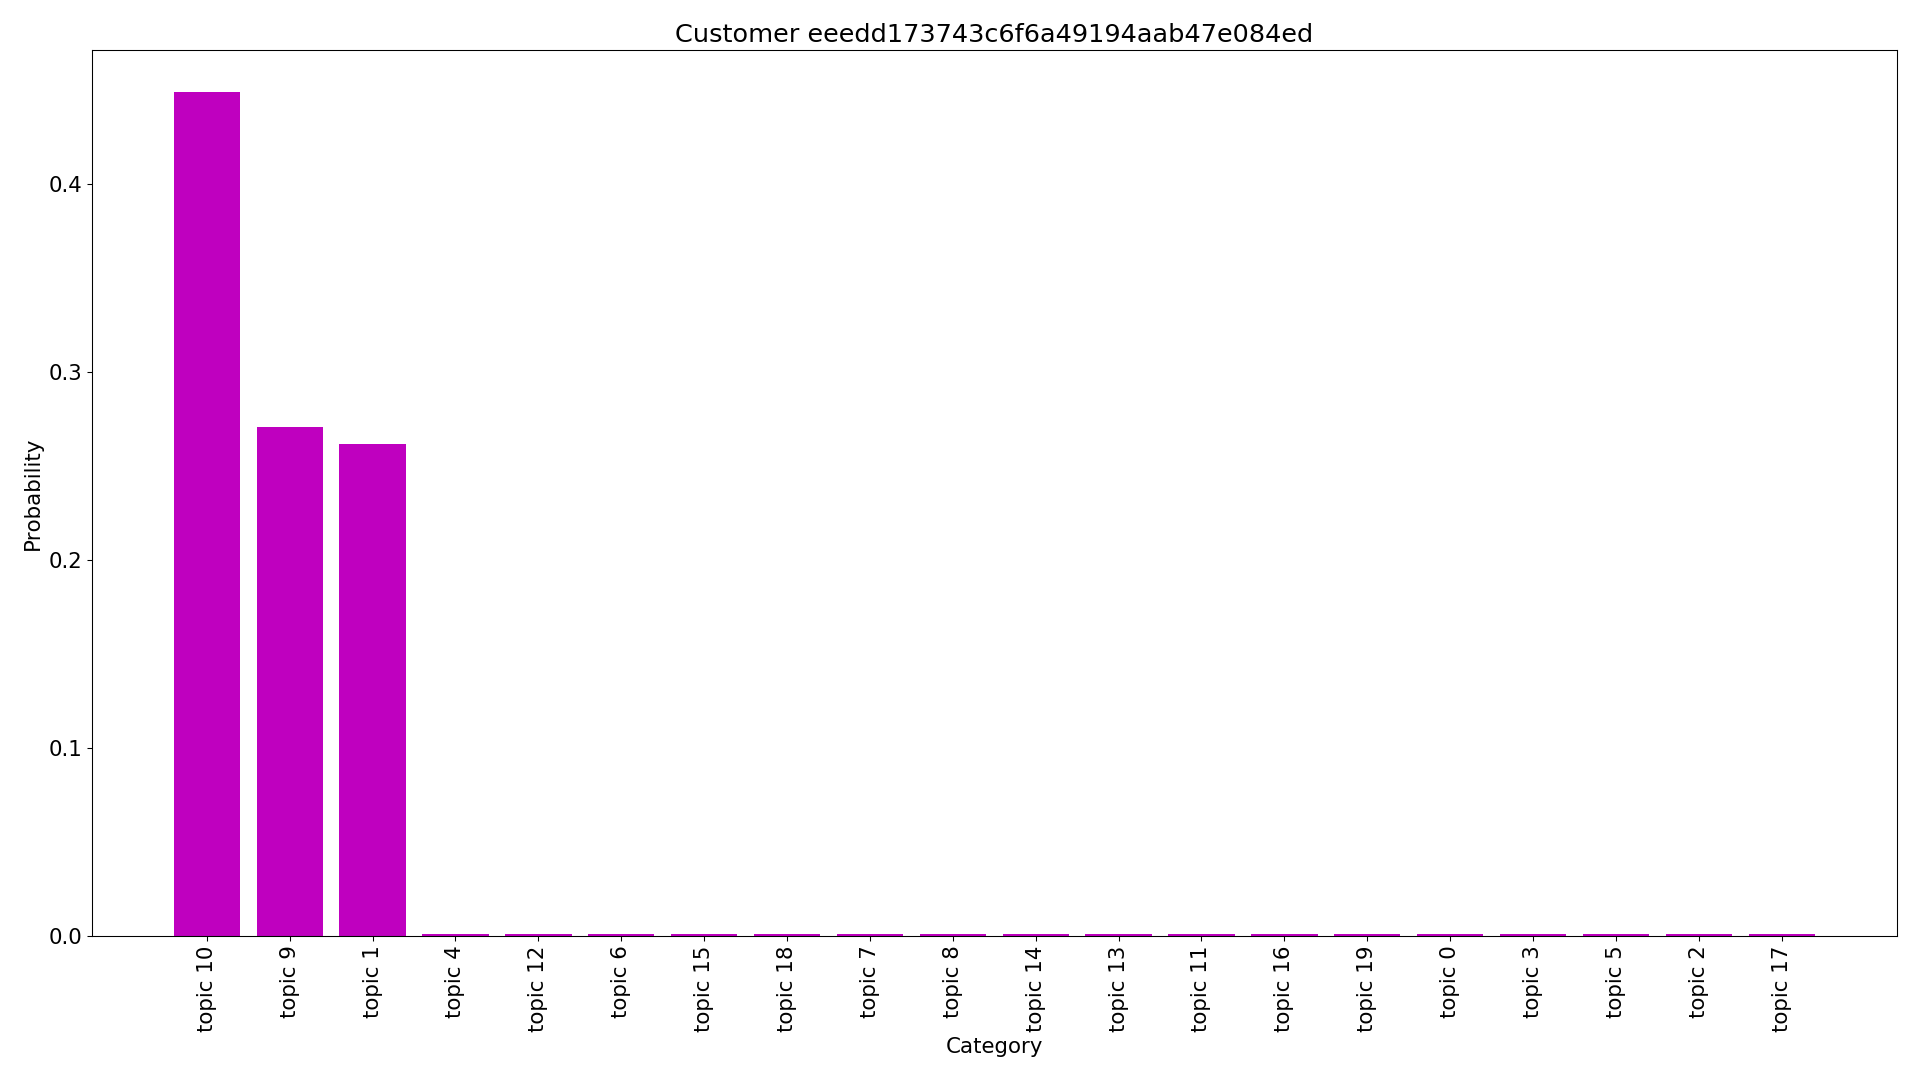 Customer eeedd173743c6f6a49194aab47e084ed
Probability
0.4
0.3
0.2
0.1
0.0
topic 10
topic 9
topic 1
topic 4
topic 12
topic 6
topic 15
topic 18
topic 7
topic 8
topic 14
topic 13
topic 11
topic 16
topic 19
topic 0
topic 3
topic 5
topic 2
topic 17
Category